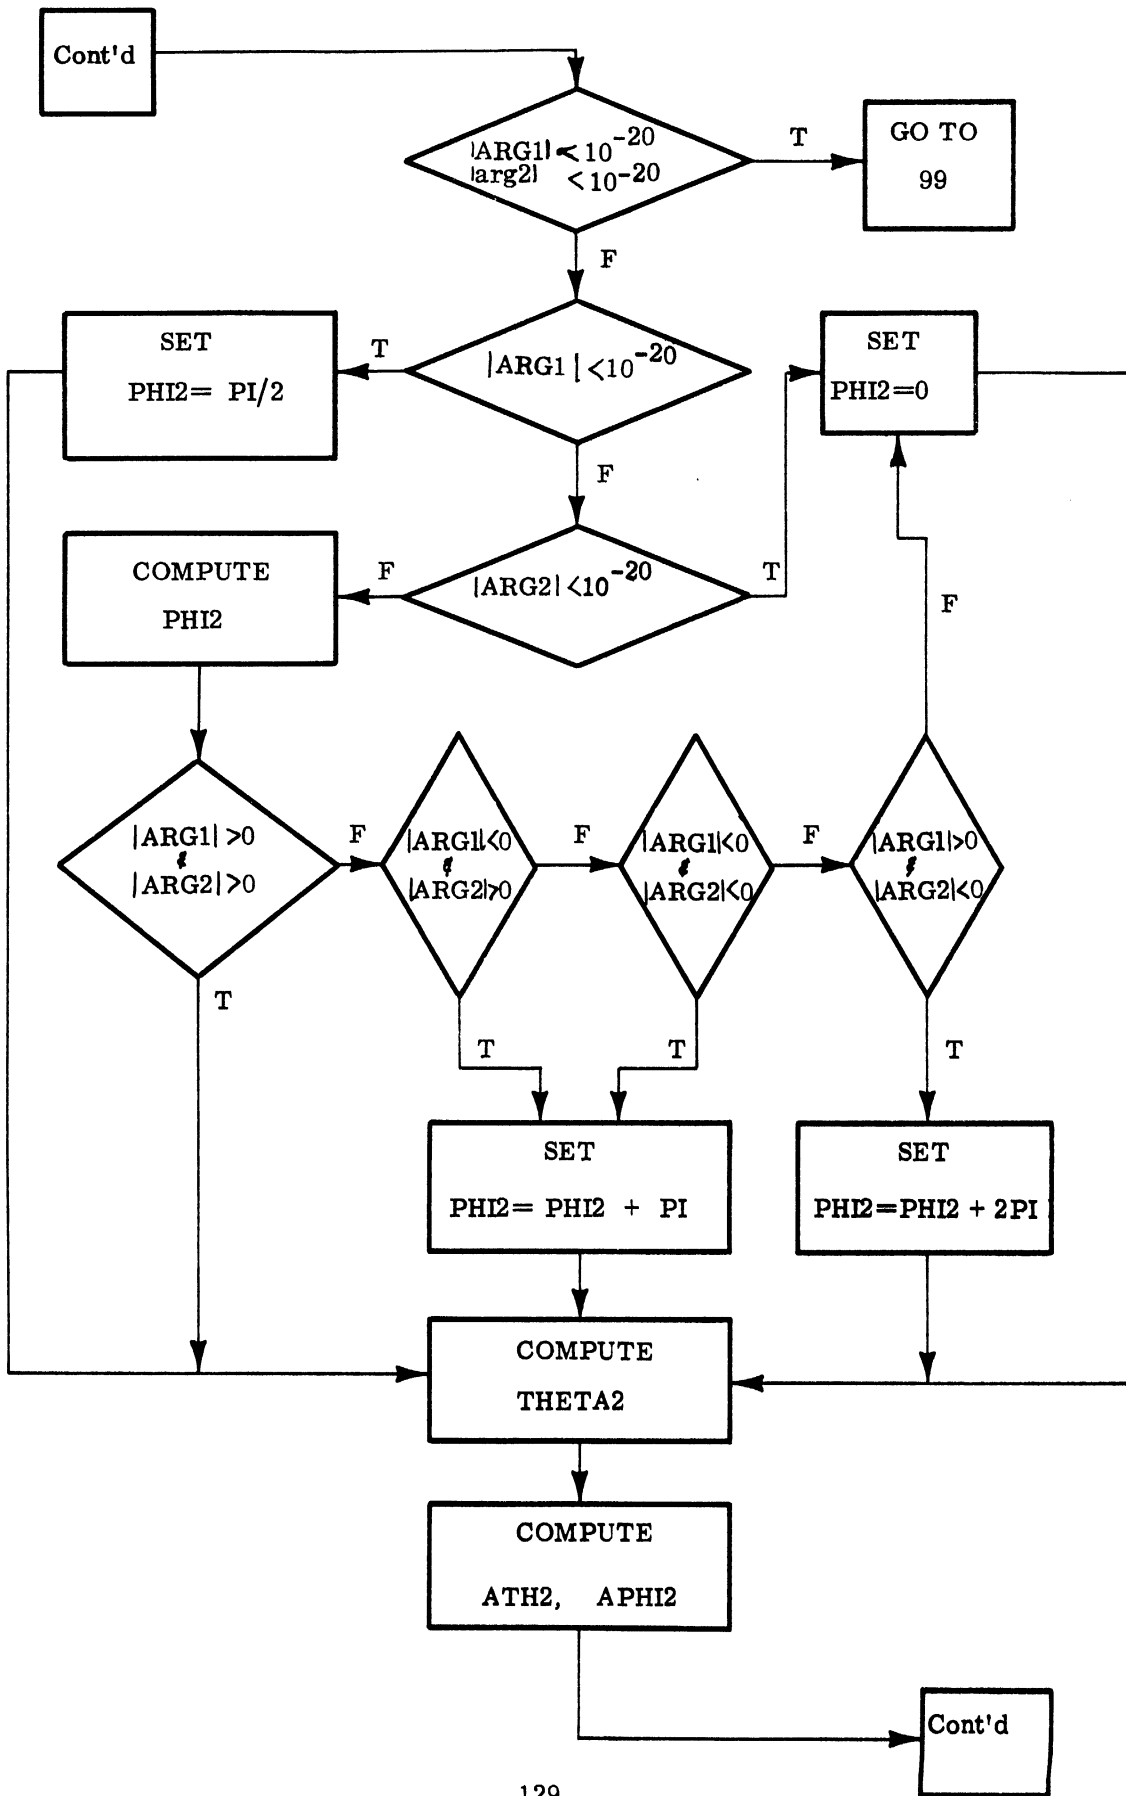 Cont'd
|ARG1| < 10^-20
|arg2| < 10^-20
T
GO TO
99
F
SET
PHI2= PI/2
T
|ARG1| < 10^-20
SET
PHI2=0
F
COMPUTE
PHI2
F
|ARG2| < 10^-20
T
F
|ARG1| >0
&
|ARG2| >0
F
|ARG1|<0
&
|ARG2|>0
F
|ARG1|<0
&
|ARG2|<0
F
|ARG1|>0
&
|ARG2|<0
T
T
T
T
SET
PHI2= PHI2 + PI
SET
PHI2=PHI2 + 2PI
COMPUTE
THETA2
COMPUTE
ATH2, APHI2
Cont'd
129